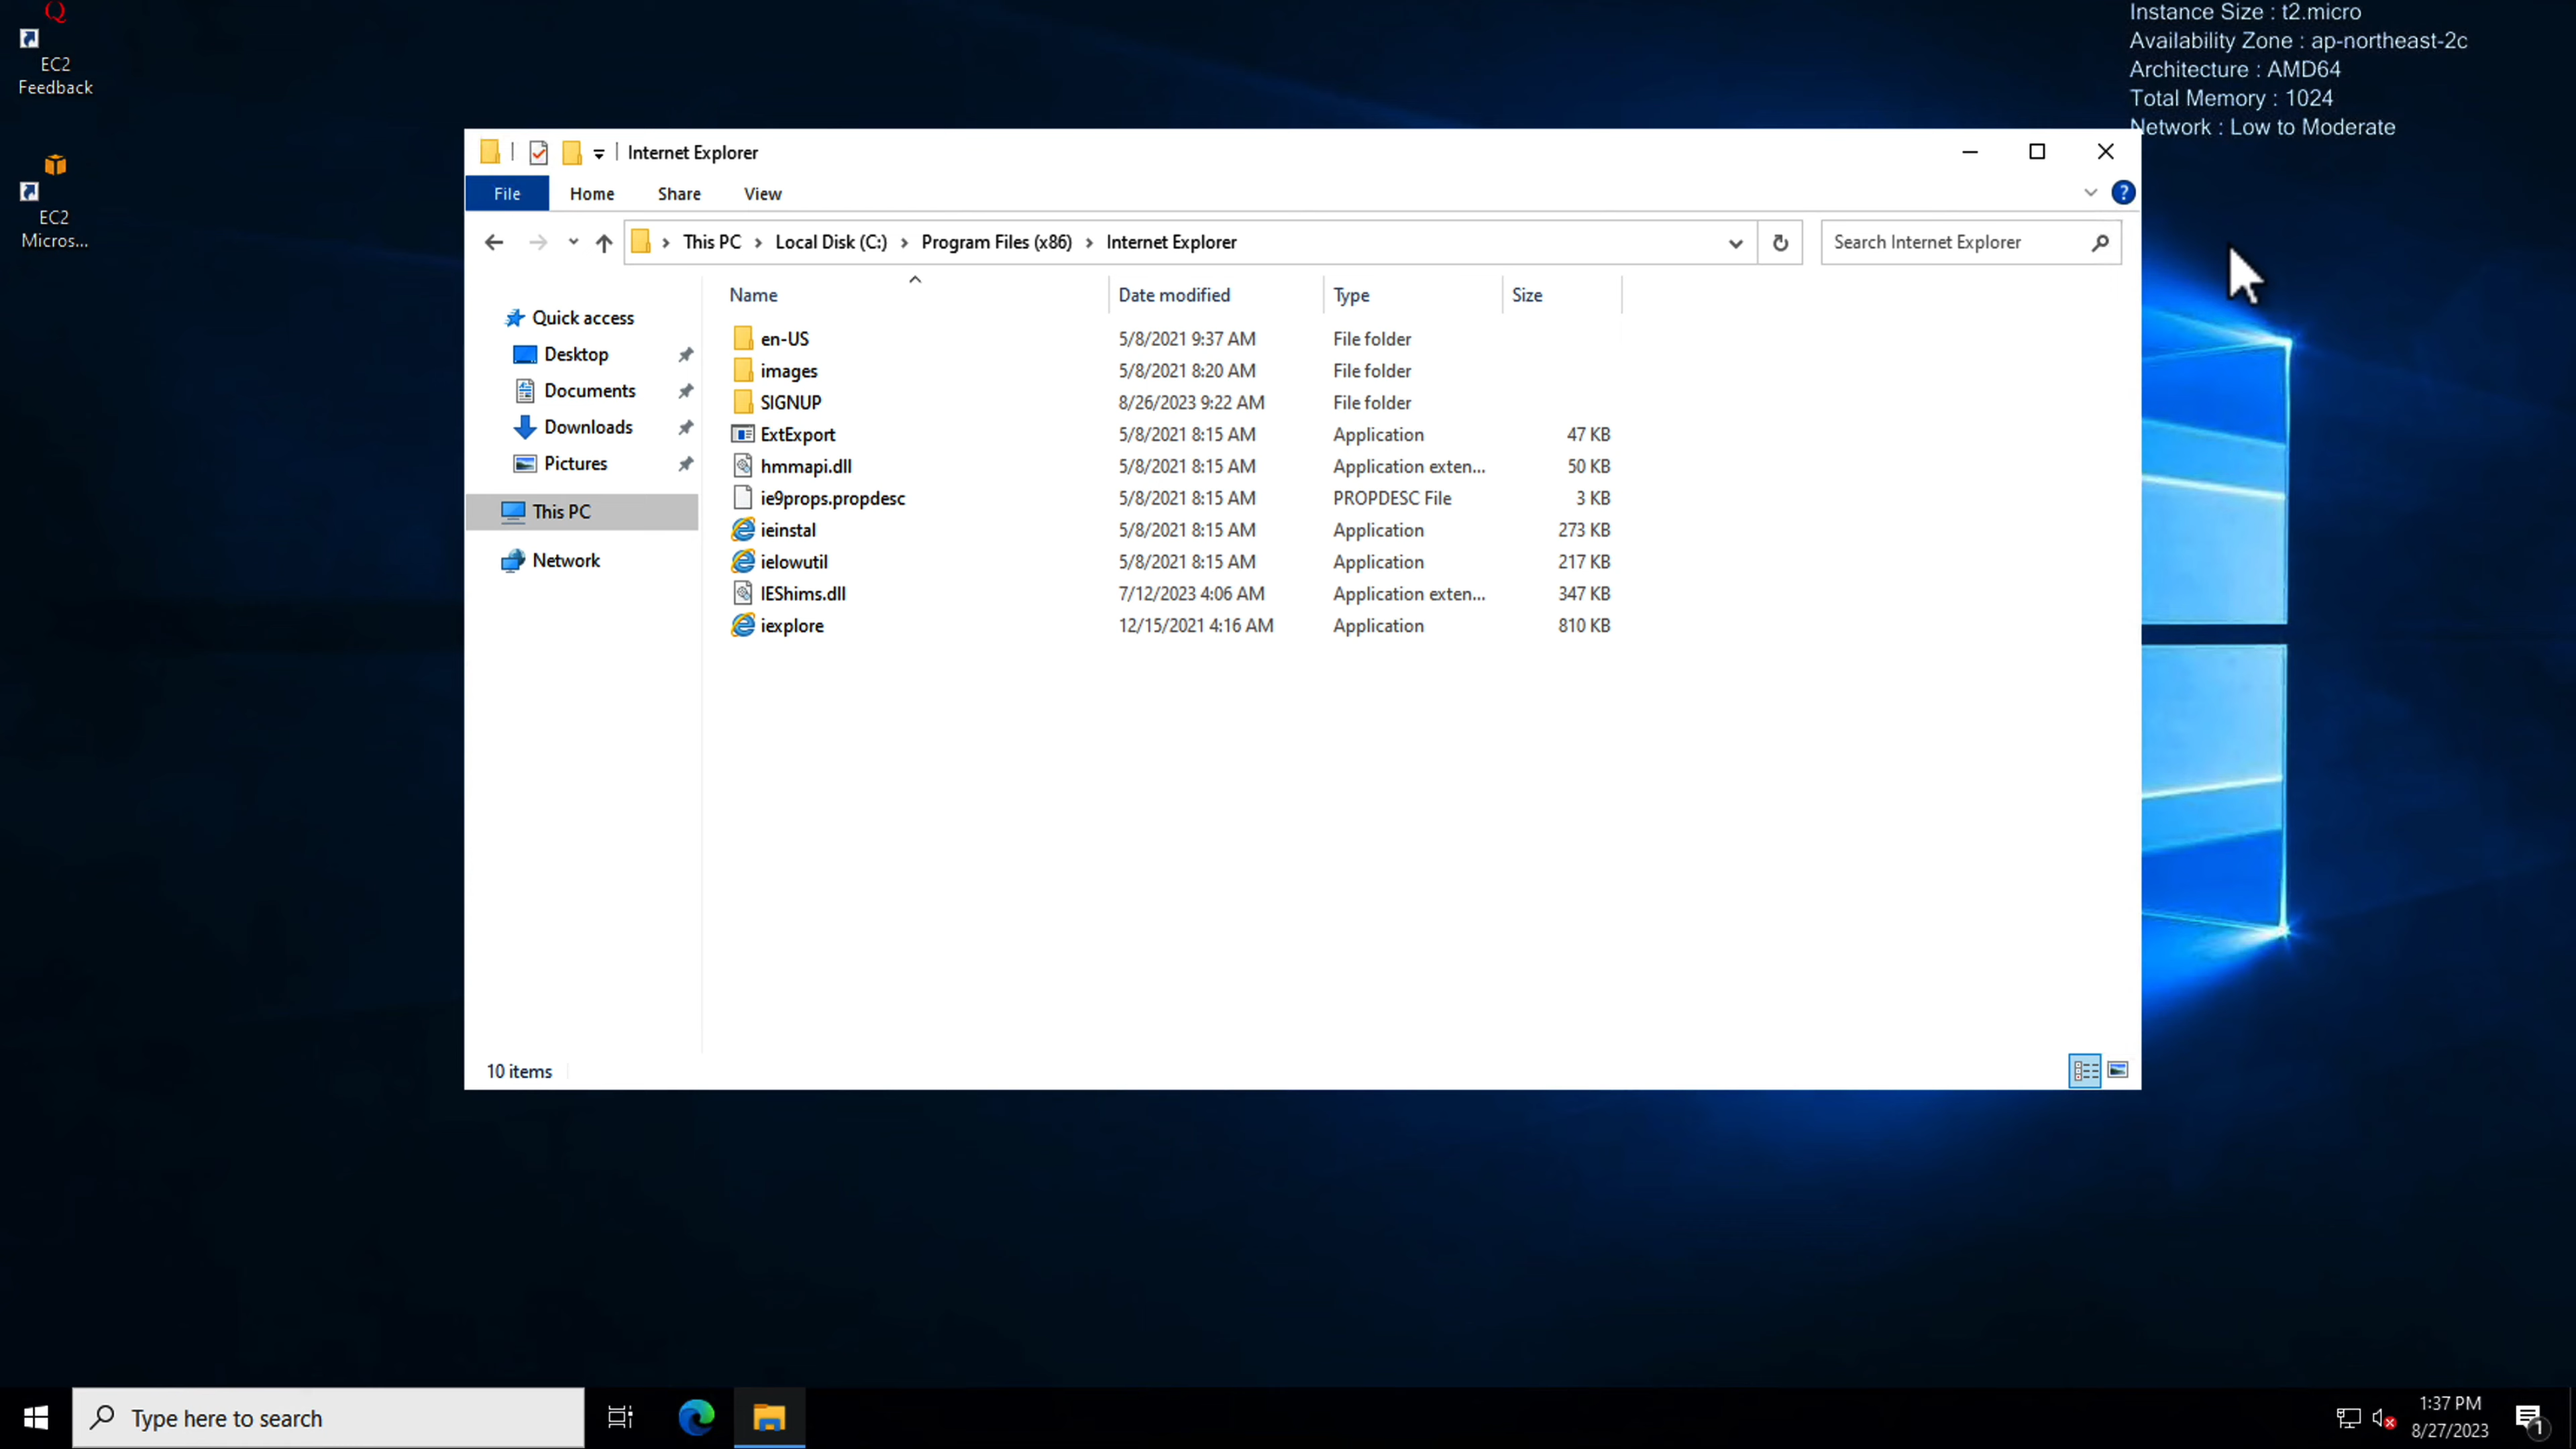 EC2
Feedback
EC2
Micros...
Instance Size : t2.micro
Availability Zone : ap-northeast-2c
Architecture : AMD64
Total Memory : 1024
Network : Low to Moderate
Internet Explorer
File Home Share View
This PC Local Disk (C:) Program Files (x86) Internet Explorer
Search Internet Explorer
Quick access
Desktop
Documents
Downloads
Pictures
This PC
Network
Name Date modified Type Size
en-US 5/8/2021 9:37 AM File folder
images 5/8/2021 8:20 AM File folder
SIGNUP 8/26/2023 9:22 AM File folder
ExtExport 5/8/2021 8:15 AM Application 47 KB
hmmapi.dll 5/8/2021 8:15 AM Application exten... 50 KB
ie9props.propdesc 5/8/2021 8:15 AM PROPDESC File 3 KB
ieinstal 5/8/2021 8:15 AM Application 273 KB
ielowutil 5/8/2021 8:15 AM Application 217 KB
IEShims.dll 7/12/2023 4:06 AM Application exten... 347 KB
iexplore 12/15/2021 4:16 AM Application 810 KB
10 items
Type here to search
1:37 PM
8/27/2023
1